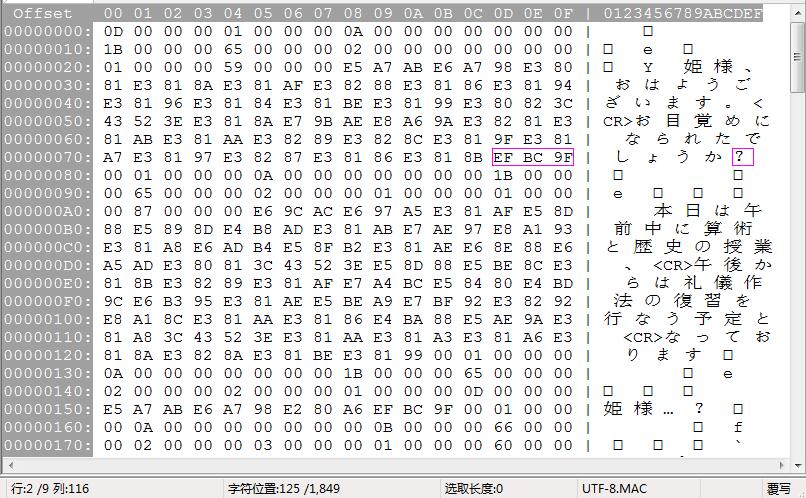 Offset 00 01 02 03 04 05 06 07 08 09 0A 0B 0C 0D 0E 0F | 0123456789ABCDEF
00000000: 0D 00 00 00 01 00 00 00 0A 00 00 00 00 00 00 00 | □
00000010: 1B 00 00 00 65 00 00 00 02 00 00 00 00 00 00 00 | □ e □
00000020: 01 00 00 00 59 00 00 00 E5 A7 AB E6 A7 98 E3 80 | □ Y 姫様、
00000030: 81 E3 81 8A E3 81 AF E3 82 88 E3 81 86 E3 81 94 | おはようご
00000040: E3 81 96 E3 81 84 E3 81 BE E3 81 99 E3 80 82 3C | ざいます。<
00000050: 43 52 3E E3 81 8A E7 9B AE E8 A6 9A E3 82 81 E3 | CR>お目覚めに
00000060: 81 AB E3 81 AA E3 82 89 E3 82 8C E3 81 9F E3 81 | なられたで
00000070: A7 E3 81 97 E3 82 87 E3 81 86 E3 81 8B EF BC 9F | しょうか？
00000080: 00 01 00 00 00 0A 00 00 00 00 00 00 00 1B 00 00 | □ □
00000090: 00 65 00 00 00 02 00 00 00 01 00 00 00 01 00 00 | e □ □ □
000000A0: 00 87 00 00 00 E6 9C AC E6 97 A5 E3 81 AF E5 8D | 本日は午
000000B0: 88 E5 89 8D E4 B8 AD E3 81 AB E7 AE 97 E8 A1 93 | 前中に算術
000000C0: E3 81 A8 E6 AD B4 E5 8F B2 E3 81 AE E6 8E 88 E6 | と歴史の授業
000000D0: A5 AD E3 80 81 3C 43 52 3E E5 8D 88 E5 BE 8C E3 | 、<CR>午後か
000000E0: 81 8B E3 82 89 E3 81 AF E7 A4 BC E5 84 80 E4 BD | らは礼儀作
000000F0: 9C E6 B3 95 E3 81 AE E5 BE A9 E7 BF 92 E3 82 92 | 法の復習を
00000100: E8 A1 8C E3 81 AA E3 81 86 E4 BA 88 E5 AE 9A E3 | 行なう予定と
00000110: 81 A8 3C 43 52 3E E3 81 AA E3 81 A3 E3 81 A6 E3 | <CR>なってお
00000120: 81 8A E3 82 8A E3 81 BE E3 81 99 00 01 00 00 00 | ります □
00000130: 0A 00 00 00 00 00 00 00 1B 00 00 00 65 00 00 00 | □ e
00000140: 02 00 00 00 02 00 00 00 01 00 00 00 0D 00 00 00 | □ □ □
00000150: E5 A7 AB E6 A7 98 E2 80 A6 EF BC 9F 00 01 00 00 | 姫様…？ □
00000160: 00 0A 00 00 00 00 00 00 00 0B 00 00 00 66 00 00 | □ f
00000170: 00 02 00 00 00 03 00 00 00 01 00 00 00 60 00 00 | □ □ □ `
行:2 /9 列:116 字符位置:125 /1,849 选取长度:0 UTF-8.MAC 覆写